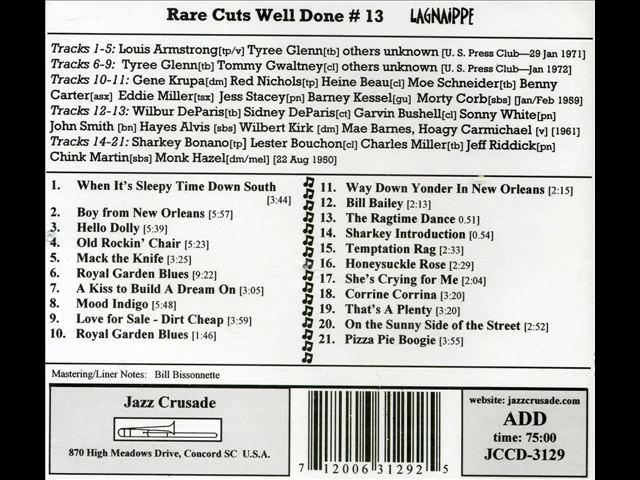 Rare Cuts Well Done # 13 LAGNAiPPE
Tracks 1-5: Louis Armstrong[tp/v] Tyree Glenn[tb] others unknown [U. S. Press Club—29 Jan 1971]
Tracks 6-9: Tyree Glenn[tb] Tommy Gwaltney[cl] others unknown [U. S. Press Club—Jan 1972]
Tracks 10-11: Gene Krupa[dm] Red Nichols[tp] Heine Beau[cl] Moe Schneider[tb] Benny
Carter[asx] Eddie Miller[tsx] Jess Stacey[pn] Barney Kessel[gu] Morty Corb[sbs] [Jan/Feb 1959]
Tracks 12-13: Wilbur DeParis[tb] Sidney DeParis[ct] Garvin Bushell[cl] Sonny White[pn]
John Smith [bn] Hayes Alvis [sbs] Wilbert Kirk [dm] Mae Barnes, Hoagy Carmichael [v] [1961]
Tracks 14-21: Sharkey Bonano[tp] Lester Bouchon[cl] Charles Miller[tb] Jeff Riddick[pn]
Chink Martin[sbs] Monk Hazel[dm/mel] [22 Aug 1950]
1. When It's Sleepy Time Down South
[3:44]
2. Boy from New Orleans [5:57]
3. Hello Dolly [5:39]
4. Old Rockin' Chair [5:23]
5. Mack the Knife [3:25]
6. Royal Garden Blues [9:22]
7. A Kiss to Build A Dream On [3:05]
8. Mood Indigo [5:48]
9. Love for Sale - Dirt Cheap [3:59]
10. Royal Garden Blues [1:46]
11. Way Down Yonder In New Orleans [2:15]
12. Bill Bailey [2:13]
13. The Ragtime Dance 0.51]
14. Sharkey Introduction [0.54]
15. Temptation Rag [2:33]
16. Honeysuckle Rose [2:29]
17. She's Crying for Me [2:04]
18. Corrine Corrina [3:20]
19. That's A Plenty [3:20]
20. On the Sunny Side of the Street [2:52]
21. Pizza Pie Boogie [3:55]
Mastering/Liner Notes: Bill Bissonnette
Jazz Crusade
870 High Meadows Drive, Concord SC U.S.A.
7 12006 31292 5
website: jazzcrusade.com
ADD
time: 75:00
JCCD-3129